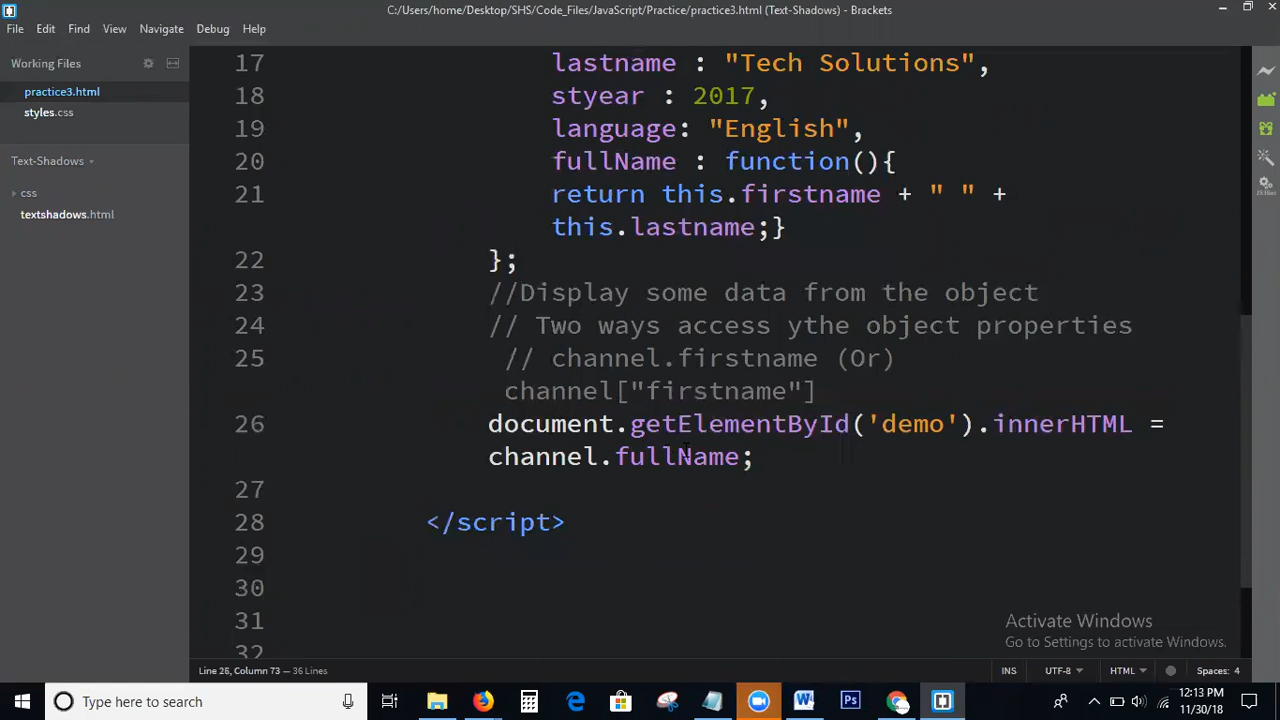 C:/Users/home/Desktop/SHS/Code_Files/JavaScript/Practice/practice3.html (Text-Shadows) - Brackets
File Edit Find View Navigate Debug Help
Working Files
practice3.html
styles.css
Text-Shadows
css
textshadows.html
17 lastname : "Tech Solutions",
18 styear : 2017,
19 language: "English",
20 fullName : function(){
21 return this.firstname + " " +
this.lastname;}
22 };
23 //Display some data from the object
24 // Two ways access ythe object properties
25 // channel.firstname (Or)
channel["firstname"]
26 document.getElementById('demo').innerHTML =
channel.fullName;
27
28 </script>
29
30
31
32
Activate Windows
Go to Settings to activate Windows.
Line 26, Column 73 — 36 Lines
INS UTF-8 HTML Spaces: 4
Type here to search
12:13 PM
11/30/18